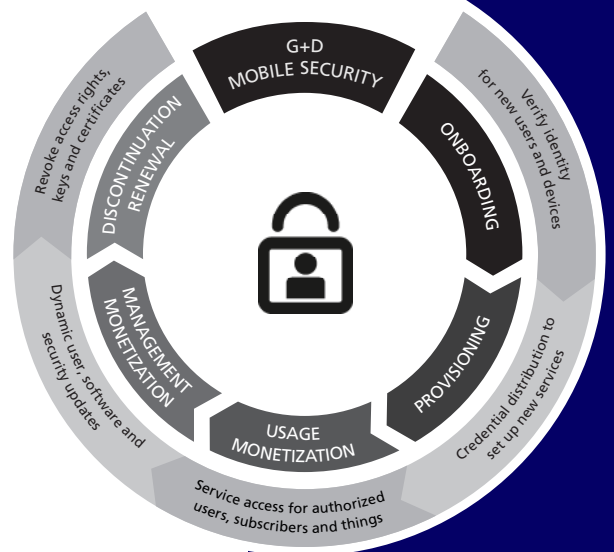 G+D
MOBILE SECURITY
ONBOARDING
Verify identity
for new users and devices
PROVISIONING
Credential distribution to
set up new services
USAGE
MONETIZATION
Service access for authorized
users, subscribers and things
MANAGEMENT
MONETIZATION
Dynamic user, software and
security updates
DISCONTINUATION
RENEWAL
Revoke access rights,
keys and certificates